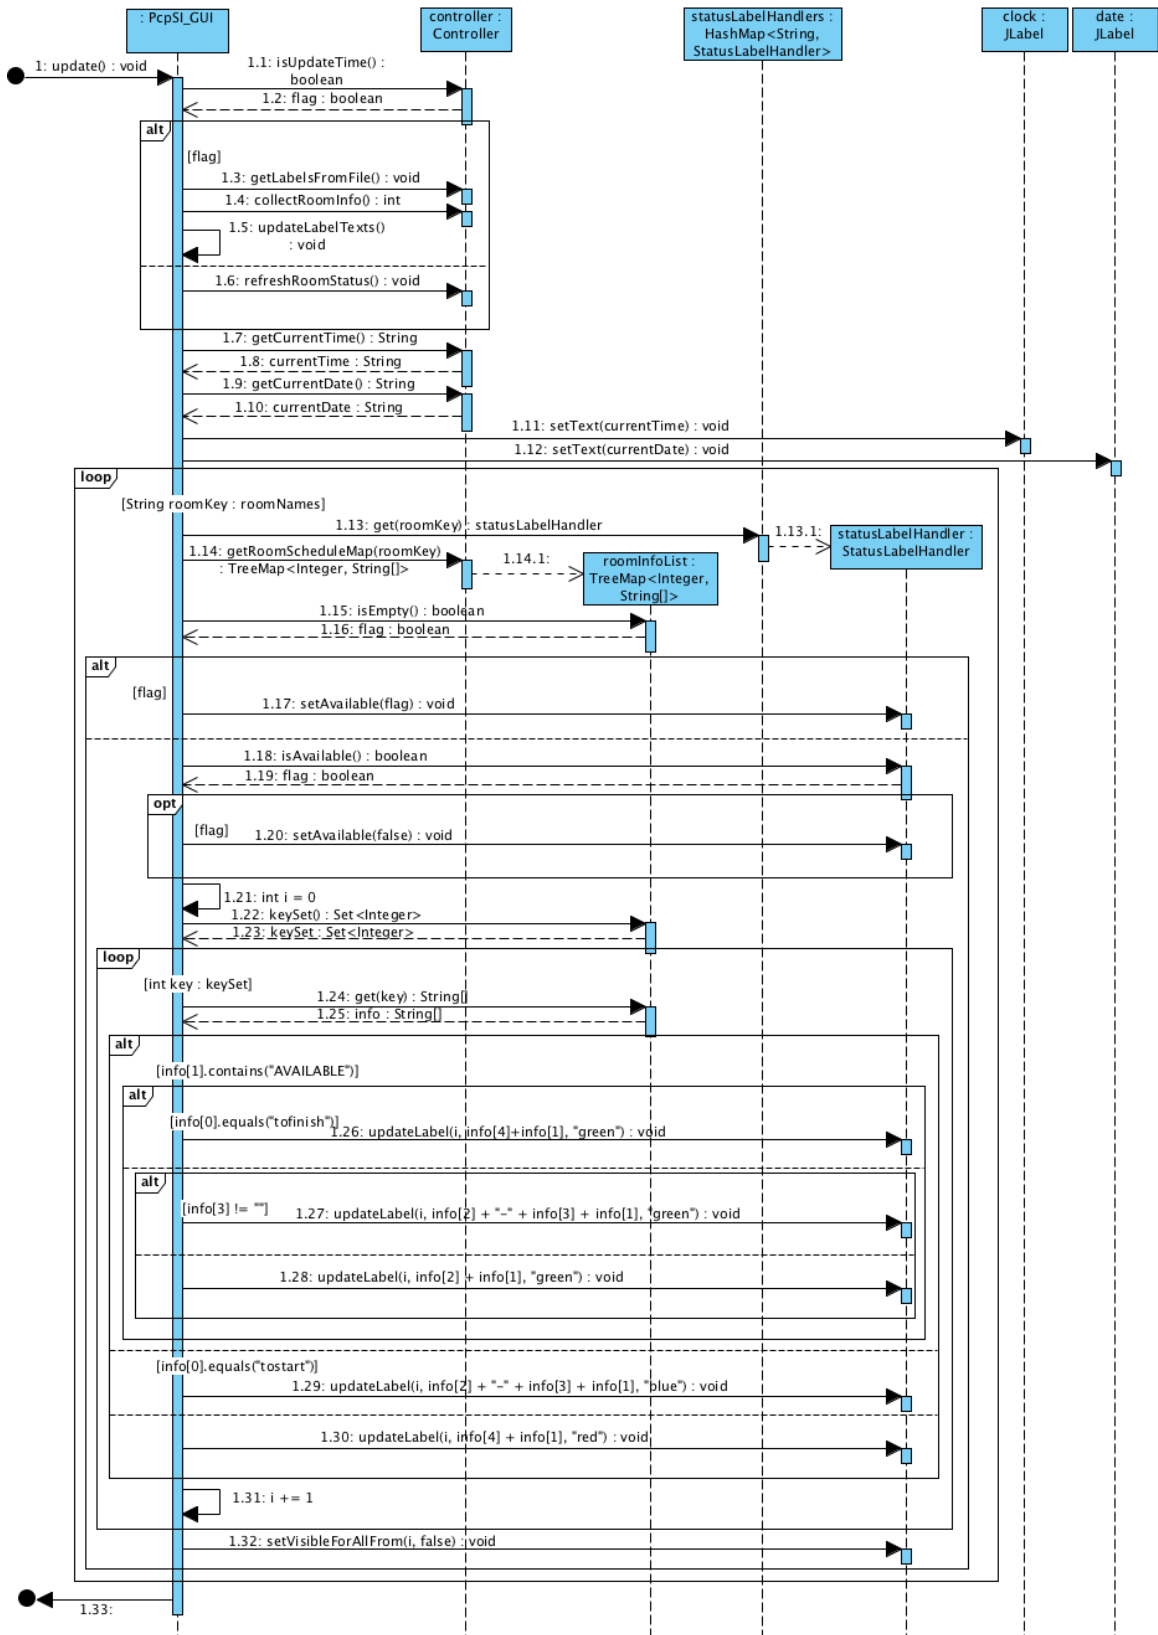 : PcpSI_GUI
controller :
Controller
statusLabelHandlers :
HashMap<String,
StatusLabelHandler>
clock :
JLabel
date :
JLabel
1: update() : void
1.1: isUpdateTime() :
boolean
1.2: flag : boolean
alt
[flag]
1.3: getLabelsFromFile() : void
1.4: collectRoomInfo() : int
1.5: updateLabelTexts()
: void
1.6: refreshRoomStatus() : void
1.7: getCurrentTime() : String
1.8: currentTime : String
1.9: getCurrentDate() : String
1.10: currentDate : String
1.11: setText(currentTime) : void
1.12: setText(currentDate) : void
loop
[String roomKey : roomNames]
1.13: get(roomKey) : statusLabelHandler
1.13.1:
statusLabelHandler :
StatusLabelHandler
1.14: getRoomScheduleMap(roomKey)
: TreeMap<Integer, String[]>
1.14.1:
roomInfoList :
TreeMap<Integer,
String[]>
1.15: isEmpty() : boolean
1.16: flag : boolean
alt
[flag]
1.17: setAvailable(flag) : void
1.18: isAvailable() : boolean
1.19: flag : boolean
opt
[flag]
1.20: setAvailable(false) : void
1.21: int i = 0
1.22: keySet() : Set<Integer>
1.23: keySet : Set<Integer>
loop
[int key : keySet]
1.24: get(key) : String[]
1.25: info : String[]
alt
[info[1].contains("AVAILABLE")]
alt
[info[0].equals("tofinish")]
1.26: updateLabel(i, info[4]+info[1], "green") : void
alt
[info[3] != ""]
1.27: updateLabel(i, info[2] + "-" + info[3] + info[1], "green") : void
1.28: updateLabel(i, info[2] + info[1], "green") : void
[info[0].equals("tostart")]
1.29: updateLabel(i, info[2] + "-" + info[3] + info[1], "blue") : void
1.30: updateLabel(i, info[4] + info[1], "red") : void
1.31: i += 1
1.32: setVisibleForAllFrom(i, false) : void
1.33: